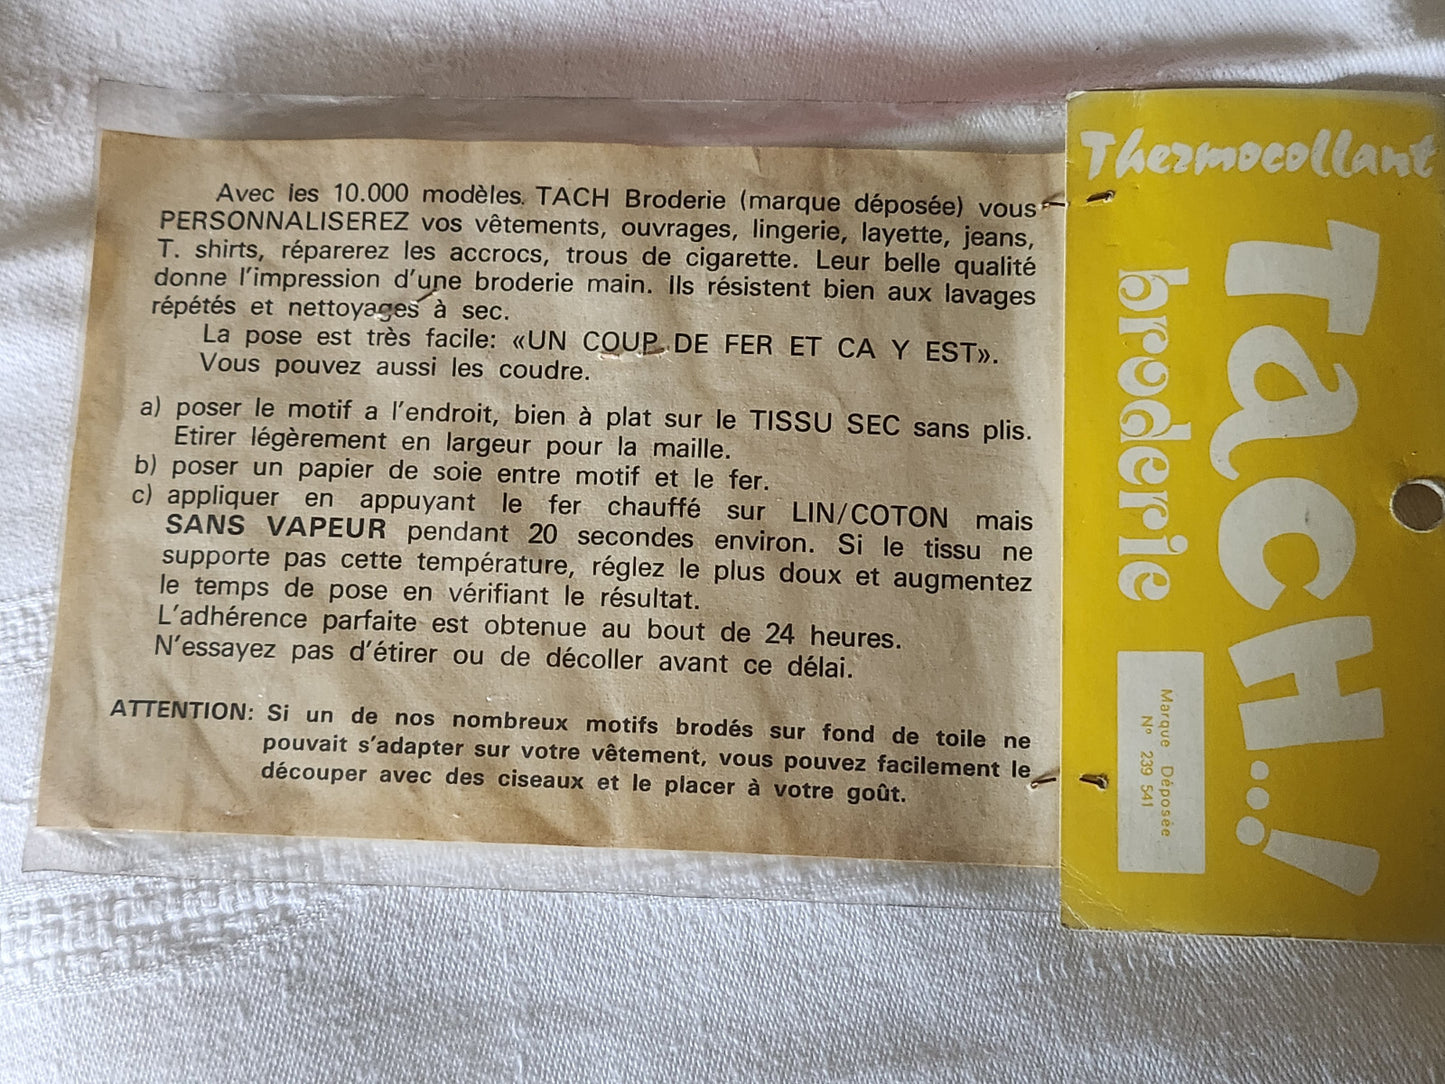 Avec les 10.000 modèles. TACH Broderie (marque déposée) vous
PERSONNALISEREZ vos vêtements, ouvrages, lingerie, layette, jeans,
T. shirts, réparerez les accrocs, trous de cigarette. Leur belle qualité
donne l'impression d'une broderie main. Ils résistent bien aux lavages
répétés et nettoyages à sec.
La pose est très facile: «UN COUP DE FER ET CA Y EST».
Vous pouvez aussi les coudre.
a) poser le motif a l'endroit, bien à plat sur le TISSU SEC sans plis.
Etirer légèrement en largeur pour la maille.
b) poser un papier de soie entre motif et le fer.
c) appliquer en appuyant le fer chauffé sur LIN/COTON mais
SANS VAPEUR pendant 20 secondes environ. Si le tissu ne
supporte pas cette température, réglez le plus doux et augmentez
le temps de pose en vérifiant le résultat.
L'adhérence parfaite est obtenue au bout de 24 heures.
N'essayez pas d'étirer ou de décoller avant ce délai.
ATTENTION: Si un de nos nombreux motifs brodés sur fond de toile ne
pouvait s'adapter sur votre vêtement, vous pouvez facilement le
découper avec des ciseaux et le placer à votre goût.
Thermocollant
TacH...!
broderie
Marque Déposée
N° 239 541